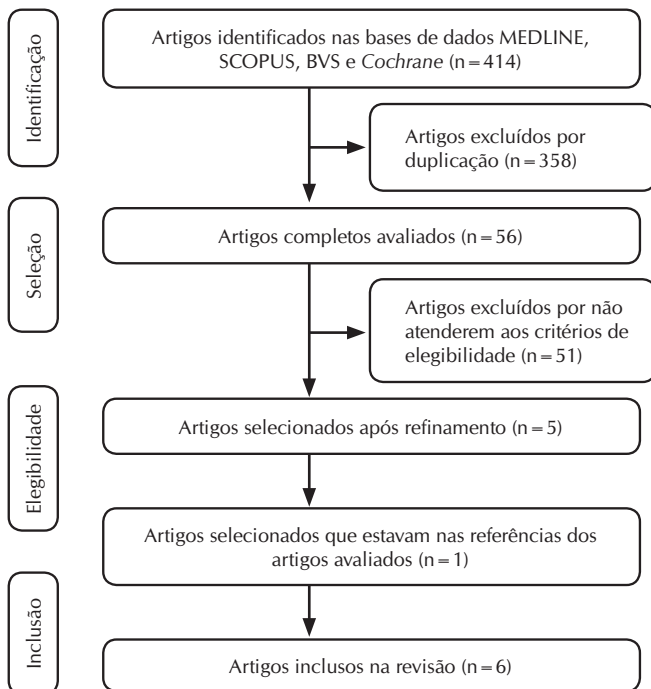 Identificação
Artigos identificados nas bases de dados MEDLINE,
SCOPUS, BVS e Cochrane (n = 414)
Artigos excluídos por
duplicação (n = 358)
Seleção
Artigos completos avaliados (n = 56)
Artigos excluídos por não
atenderem aos critérios de
elegibilidade (n = 51)
Elegibilidade
Artigos selecionados após refinamento (n = 5)
Artigos selecionados que estavam nas referências dos
artigos avaliados (n = 1)
Inclusão
Artigos inclusos na revisão (n = 6)